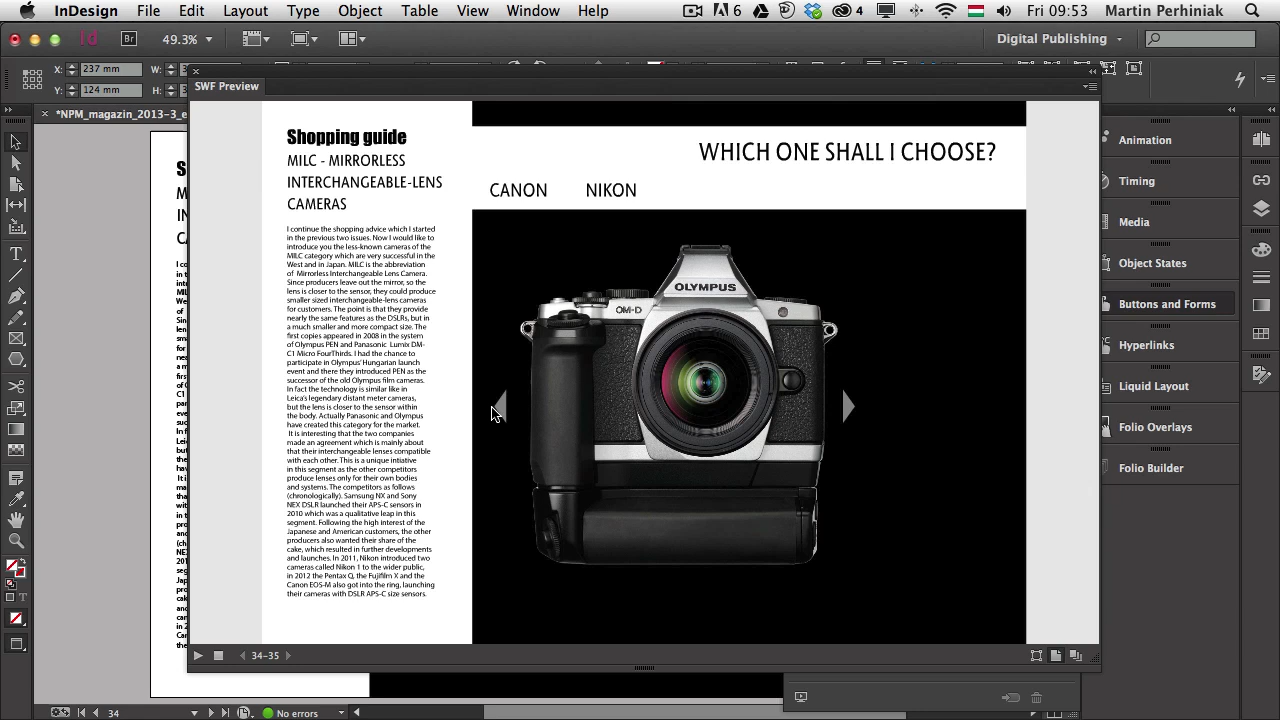 InDesign File Edit Layout Type Object Table View Window Help 6 4 Fri 09:53 Martin Perhiniak
Id Br 49.3% Digital Publishing
X: 237 mm W:
Y: 124 mm H:
*NPM_magazin_2013-3_e
SWF Preview
Shopping guide
MILC - MIRRORLESS
INTERCHANGEABLE-LENS
CAMERAS
I continue the shopping advice which I started
in the previous two issues. Now I would like to
introduce you the less-known cameras of the
MILC category which are very successful in the
West and in Japan. MILC is the abbreviation
of Mirrorless Interchangeable Lens Camera.
Since producers leave out the mirror, so the
lens is closer to the sensor, they could produce
smaller sized interchangeable-lens cameras
for customers. The point is that they provide
nearly the same features as the DSLRs, but in
a much smaller and more compact size. The
first copies appeared in 2008 in the system
of Olympus PEN and Panasonic Lumix DM-
C1 Micro FourThirds. I had the chance to
participate in Olympus' Hungarian launch
event and there they introduced PEN as the
successor of the old Olympus film cameras.
In fact the technology is similar like in
Leica's legendary distant meter cameras,
but the lens is closer to the sensor within
the body. Actually Panasonic and Olympus
have created this category for the market.
It is interesting that the two companies
made an agreement which is mainly about
that their interchangeable lenses compatible
with each other. This is a unique intiative
in this segment as the other competitors
produce lenses only for their own bodies
and systems. The competitors as follows
(chronologically). Samsung NX and Sony
NEX DSLR launched their APS-C sensors in
2010 which was a qualitative leap in this
segment. Following the high interest of the
Japanese and American customers, the other
producers also wanted their share of the
cake, which resulted in further developments
and launches. In 2011, Nikon introduced two
cameras called Nikon 1 to the wider public,
in 2012 the Pentax Q, the Fujifilm X and the
Canon EOS-M also got into the ring, launching
their cameras with DSLR APS-C size sensors.
WHICH ONE SHALL I CHOOSE?
CANON NIKON
OLYMPUS
OM-D
34-35
Animation
Timing
Media
Object States
Buttons and Forms
Hyperlinks
Liquid Layout
Folio Overlays
Folio Builder
34 No errors